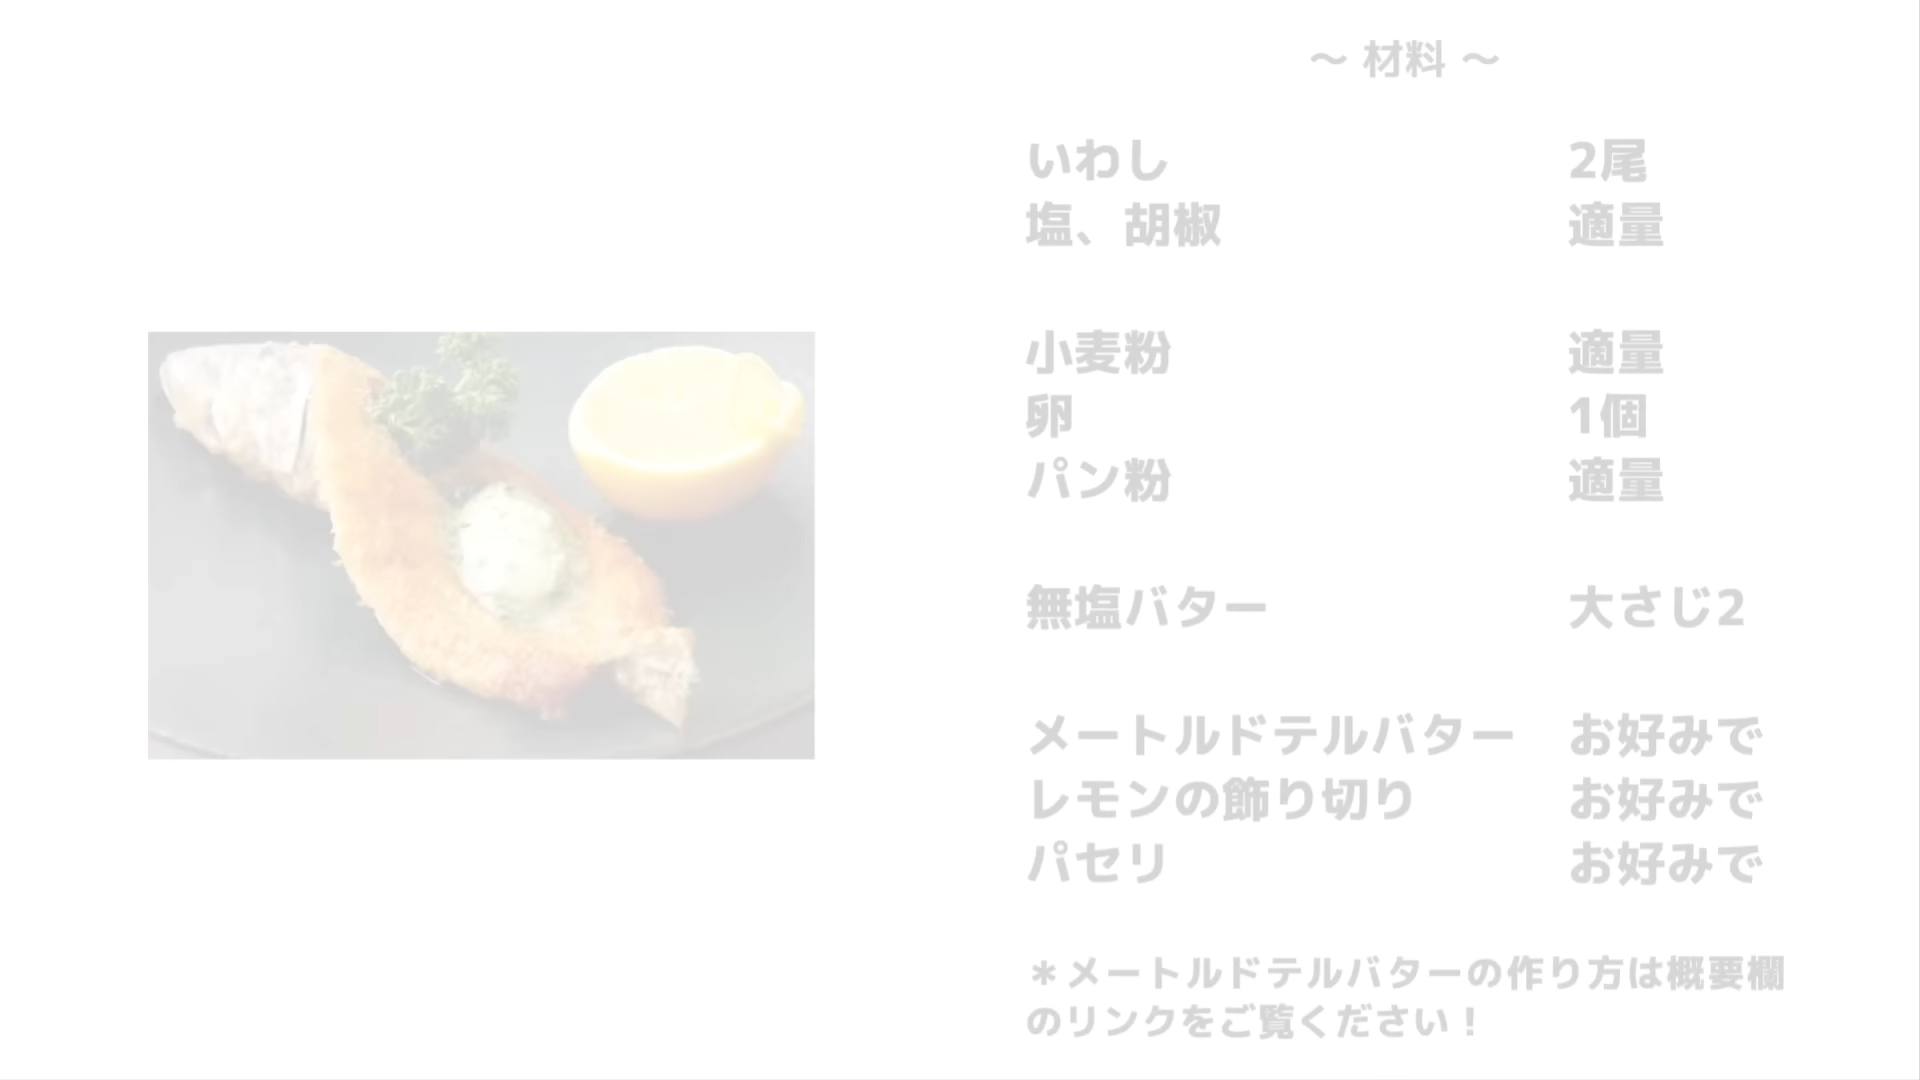 ～ 材料 ～
いわし 2尾
塩、胡椒 適量
小麦粉 適量
卵 1個
パン粉 適量
無塩バター 大さじ2
メートルドテルバター お好みで
レモンの飾り切り お好みで
パセリ お好みで
＊メートルドテルバターの作り方は概要欄
のリンクをご覧ください！